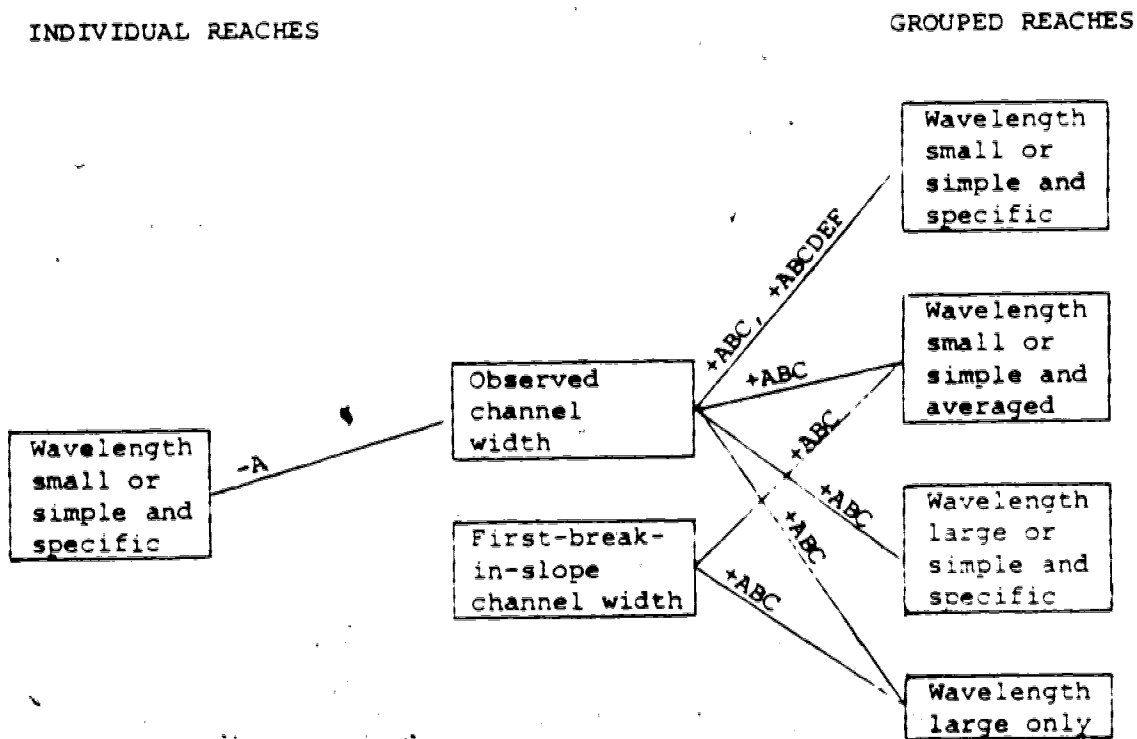 INDIVIDUAL REACHES
GROUPED REACHES
Wavelength
small or
simple and
specific
+ABC, +ABCDEF
Wavelength
small or
simple and
averaged
+ABC
Observed
channel
width
+ABC
Wavelength
small or
simple and
specific
-A
+ABC
Wavelength
large or
simple and
specific
First-break-
in-slope
channel width
+ABC
+ABC
Wavelength
large only